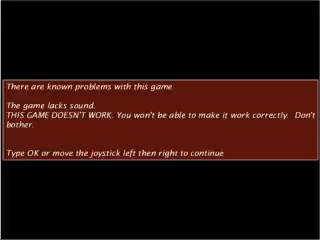 There are known problems with this game
The game lacks sound.
THIS GAME DOESN'T WORK. You won't be able to make it work correctly.  Don't
bother.
Type OK or move the joystick left then right to continue